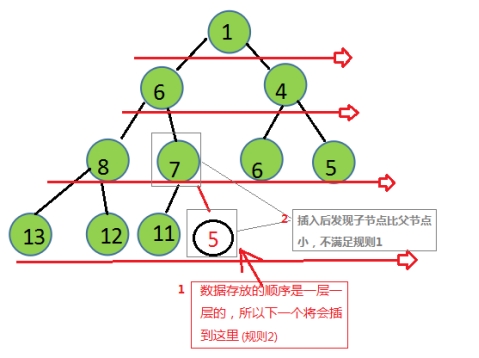 1
6
4
8
7
6
5
13
12
11
5
2 插入后发现子节点比父节点
小，不满足规则1
1 数据存放的顺序是一层一
层的，所以下一个将会插
到这里(规则2)